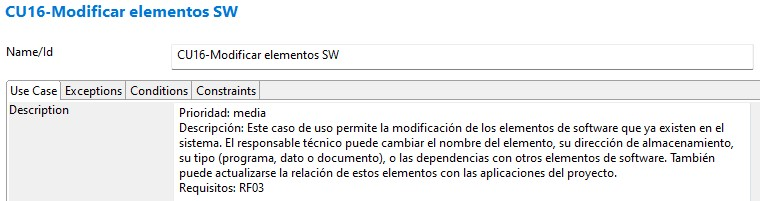 CU16-Modificar elementos SW
Name/Id
CU16-Modificar elementos SW
Use Case Exceptions Conditions Constraints
Description
Prioridad: media
Descripción: Este caso de uso permite la modificación de los elementos de software que ya existen en el
sistema. El responsable técnico puede cambiar el nombre del elemento, su dirección de almacenamiento,
su tipo (programa, dato o documento), o las dependencias con otros elementos de software. También
puede actualizarse la relación de estos elementos con las aplicaciones del proyecto.
Requisitos: RF03